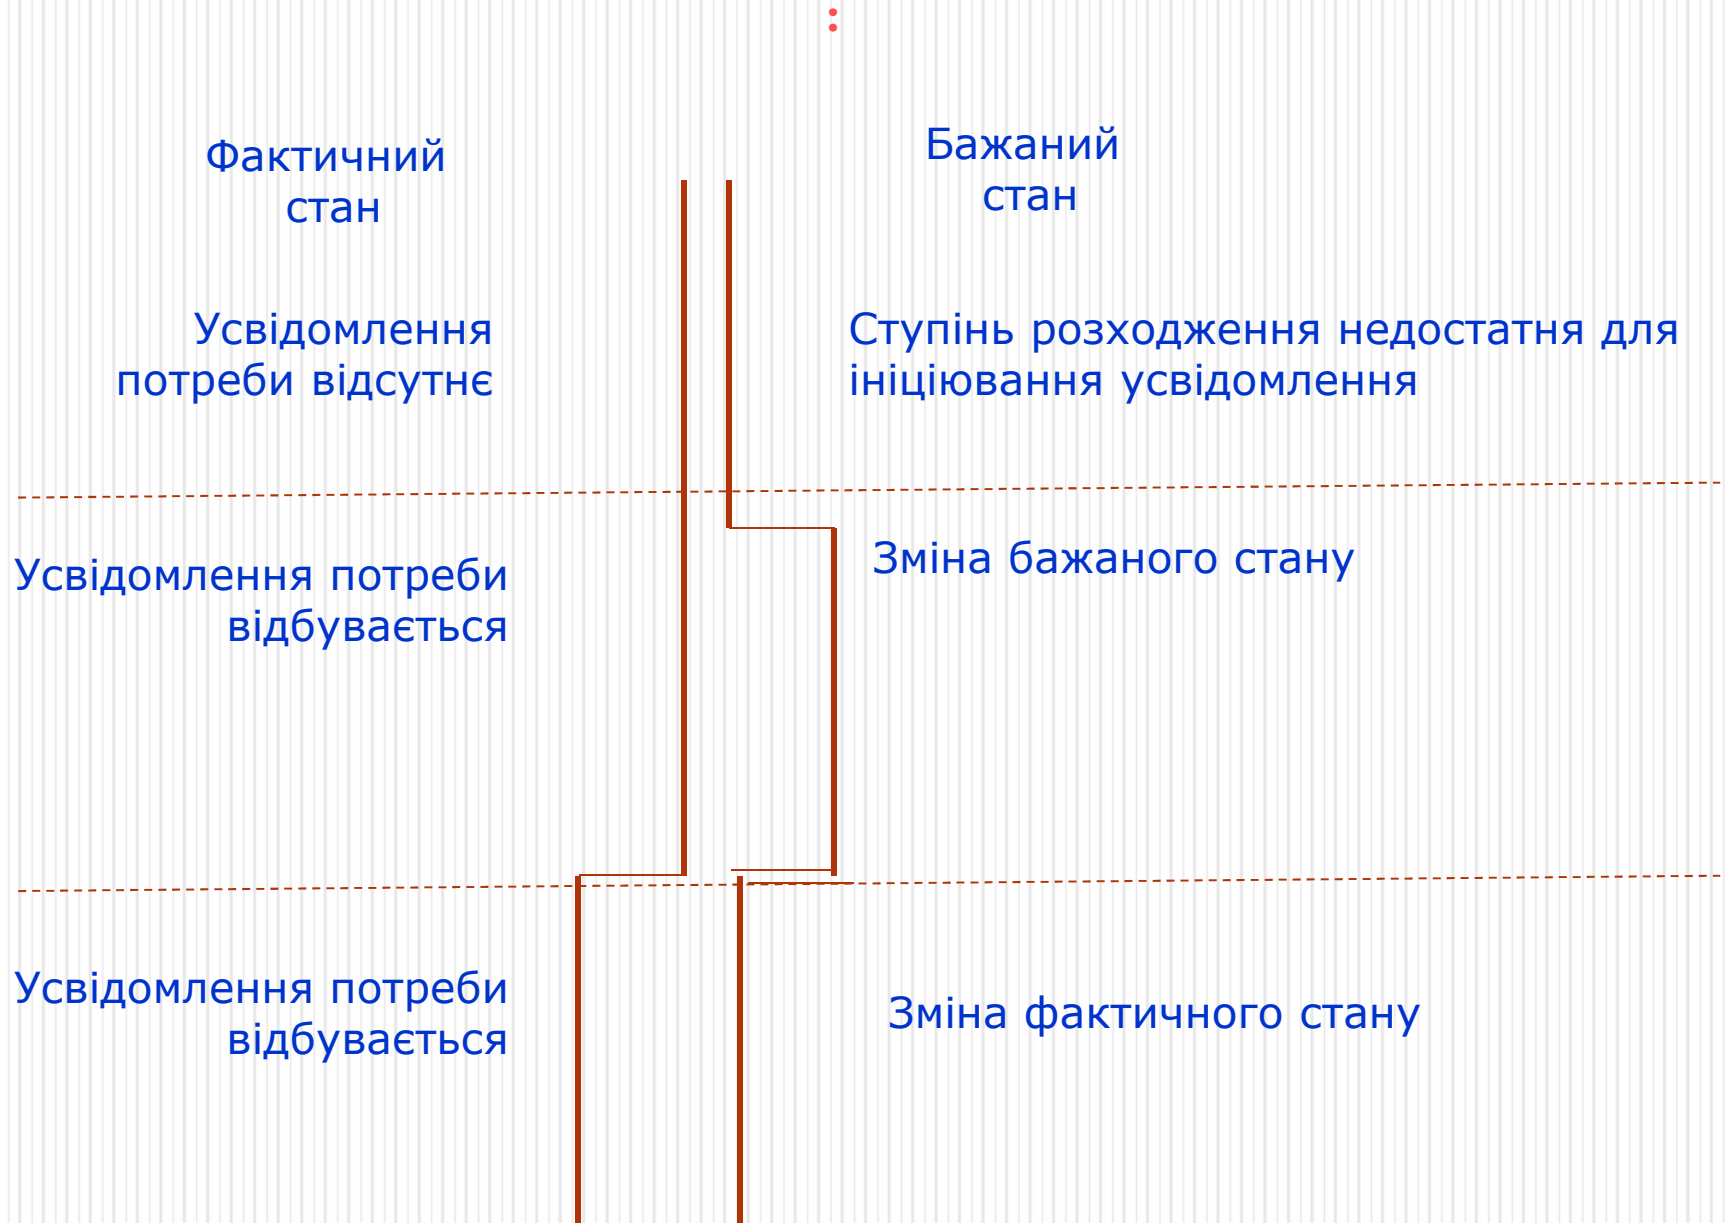 :
Фактичний
стан
Бажаний
стан
Усвідомлення
потреби відсутнє
Ступінь розходження недостатня для
ініціювання усвідомлення
Усвідомлення потреби
відбувається
Зміна бажаного стану
Усвідомлення потреби
відбувається
Зміна фактичного стану